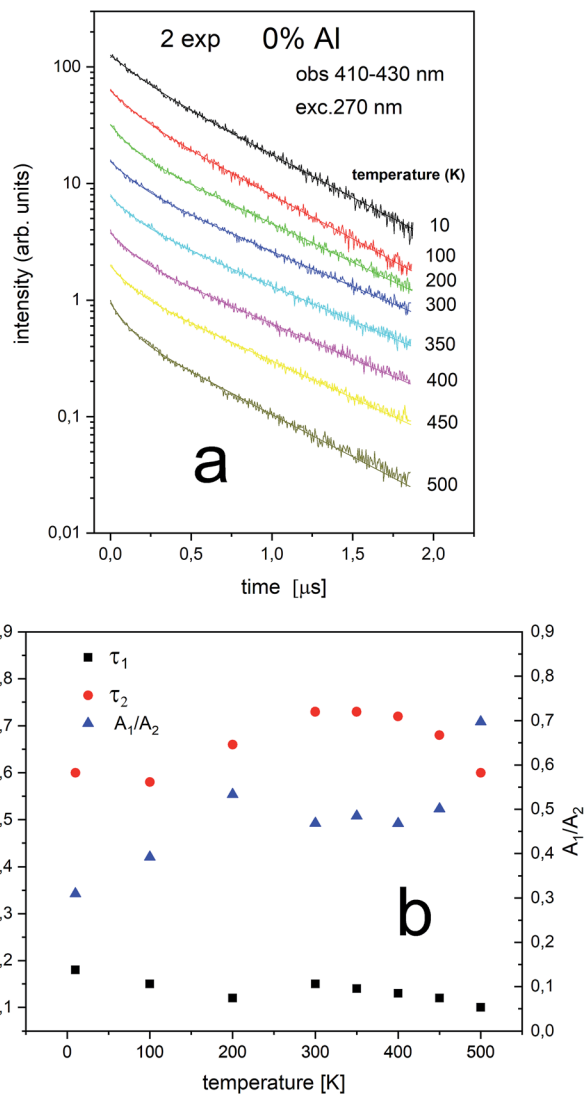 2 exp 0% Al
obs 410-430 nm
exc.270 nm
temperature (K)
100
10
1
0,1
0,01
intensity (arb. units)
10
100
200
300
350
400
450
500
a
0,0 0,5 1,0 1,5 2,0
time [μs]
τ1
τ2
A1/A2
,9
,8
,7
,6
,5
,4
,3
,2
,1
0,9
0,8
0,7
0,6
0,5
0,4
0,3
0,2
0,1
0,0
A1/A2
b
0 100 200 300 400 500
temperature [K]